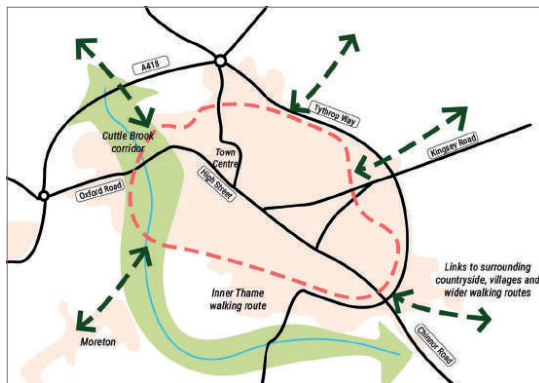 A418
Tythrop Way
Cuttle Brook
corridor
Town
Centre
Kingsey Road
Oxford Road
High Street
Links to surrounding
countryside, villages and
wider walking routes
Inner Thame
walking route
Moreton
Chinnor Road